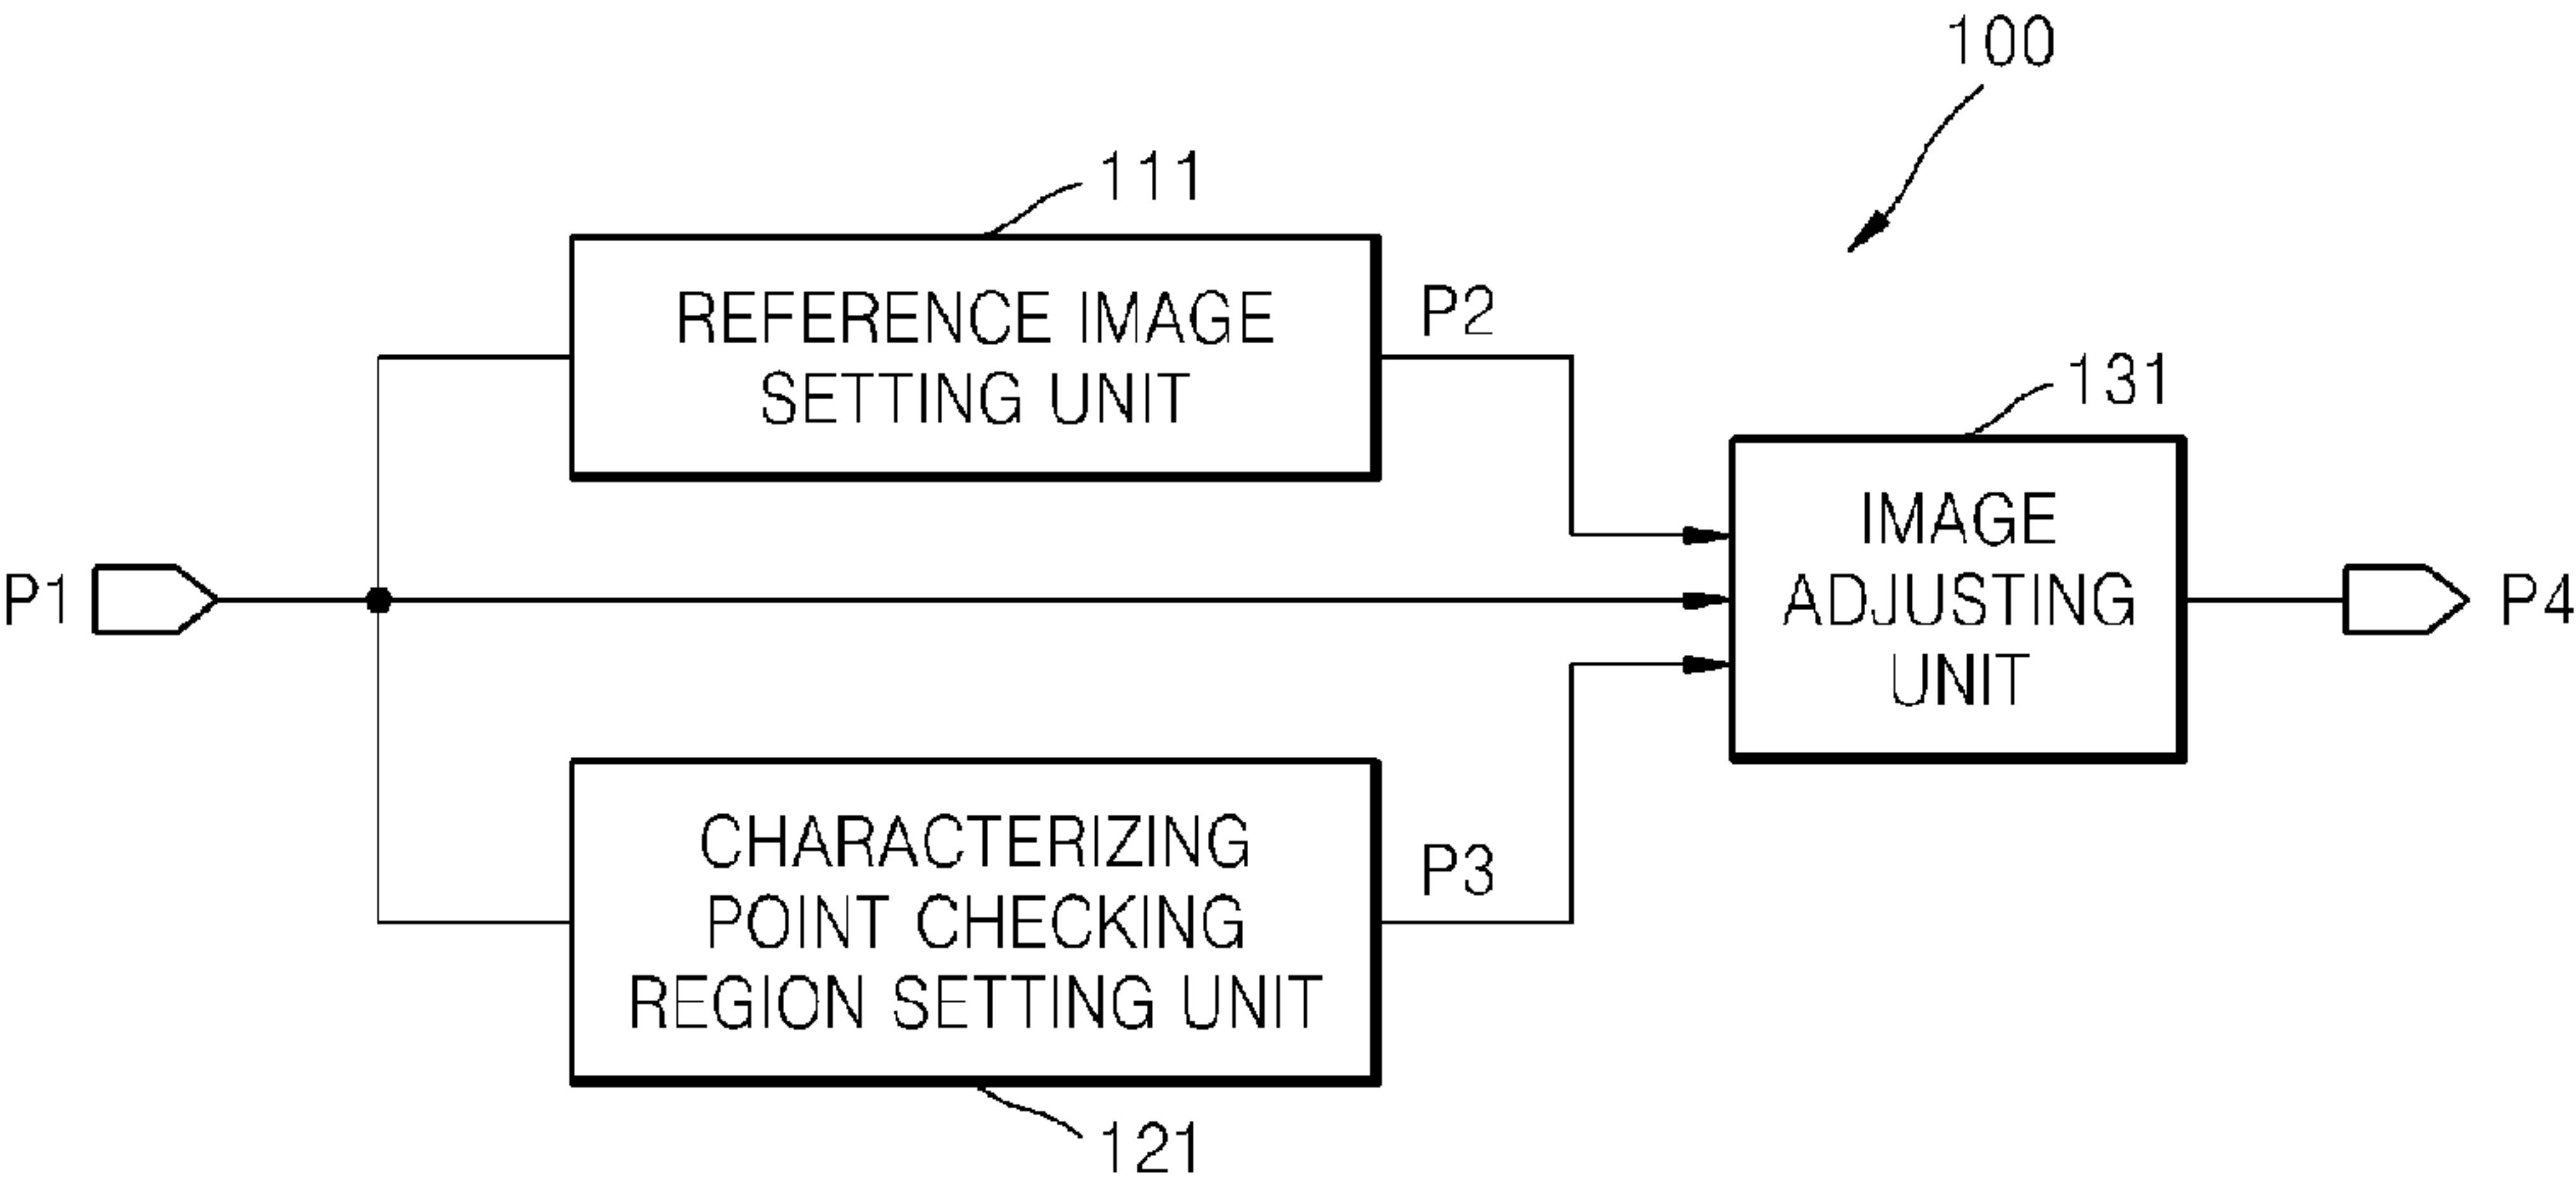 100
111
REFERENCE IMAGE
SETTING UNIT
P2
131
IMAGE
ADJUSTING
UNIT
P1
P4
CHARACTERIZING
POINT CHECKING
REGION SETTING UNIT
P3
121